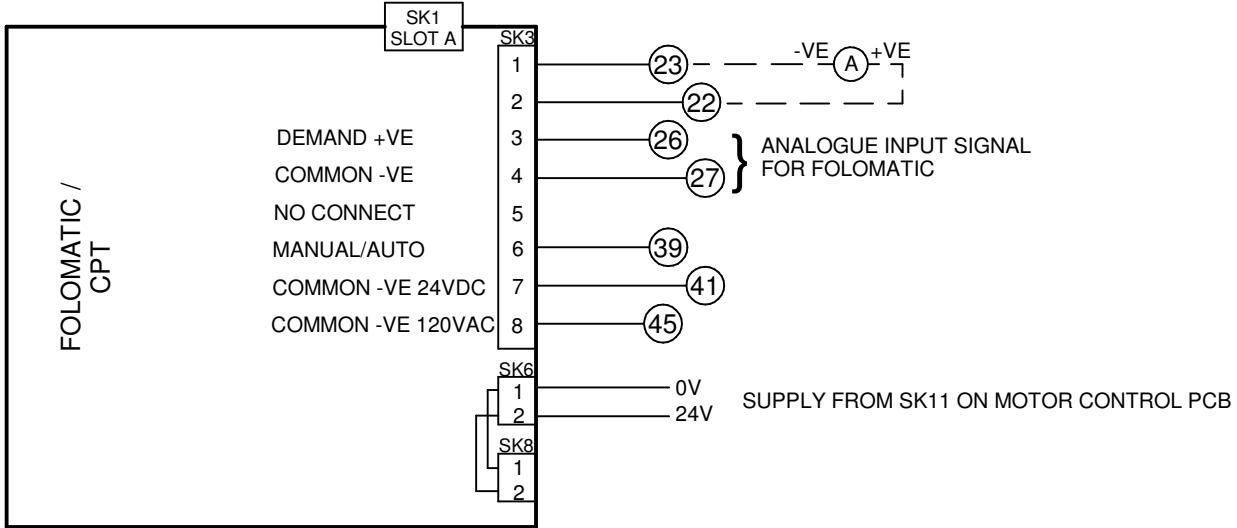 SK1
SLOT A
SK3
1 23 -VE A +VE
2 22
DEMAND +VE 3 26
COMMON -VE 4 27
ANALOGUE INPUT SIGNAL
FOR FOLOMATIC
NO CONNECT 5
MANUAL/AUTO 6 39
COMMON -VE 24VDC 7 41
COMMON -VE 120VAC 8 45
FOLOMATIC /
CPT
SK6
1 0V
2 24V
SUPPLY FROM SK11 ON MOTOR CONTROL PCB
SK8
1
2